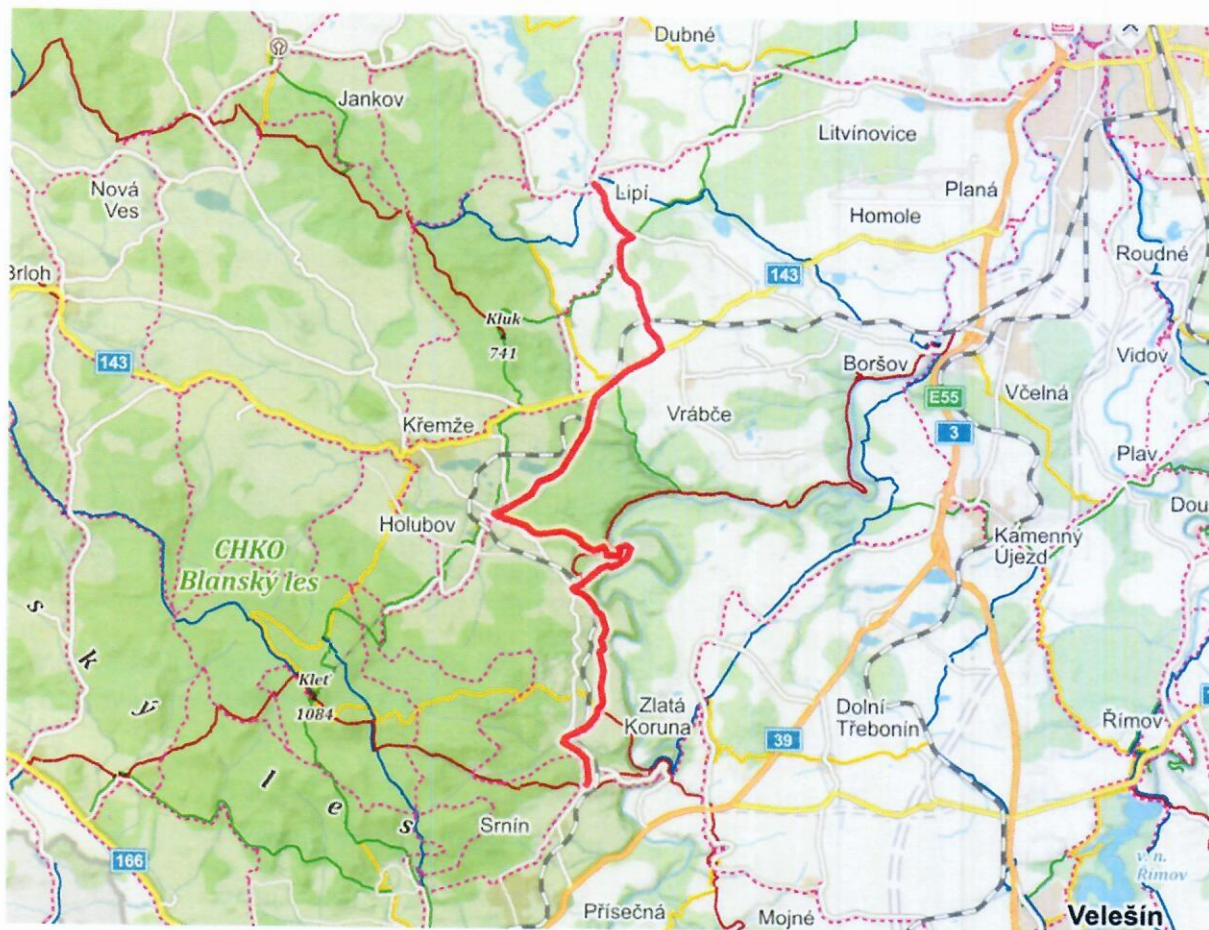 Dubné
Jankov
Litvínovice
Nová
Ves
Lipí
Planá
Homole
Roudné
Brloh
143
Kluk
741
143
Boršov
Vidov
E55
Včelná
3
Křemže
Vrábče
Plav
Holubov
Dou
Kamenný
Újezd
CHKO
Blanský les
s
k
ý
Kleť
1084
Zlatá
Koruna
Dolní
Třebonín
Římov
39
l
e
s
Srnín
166
v. n.
Římov
Přísečná
Mojné
Velešín